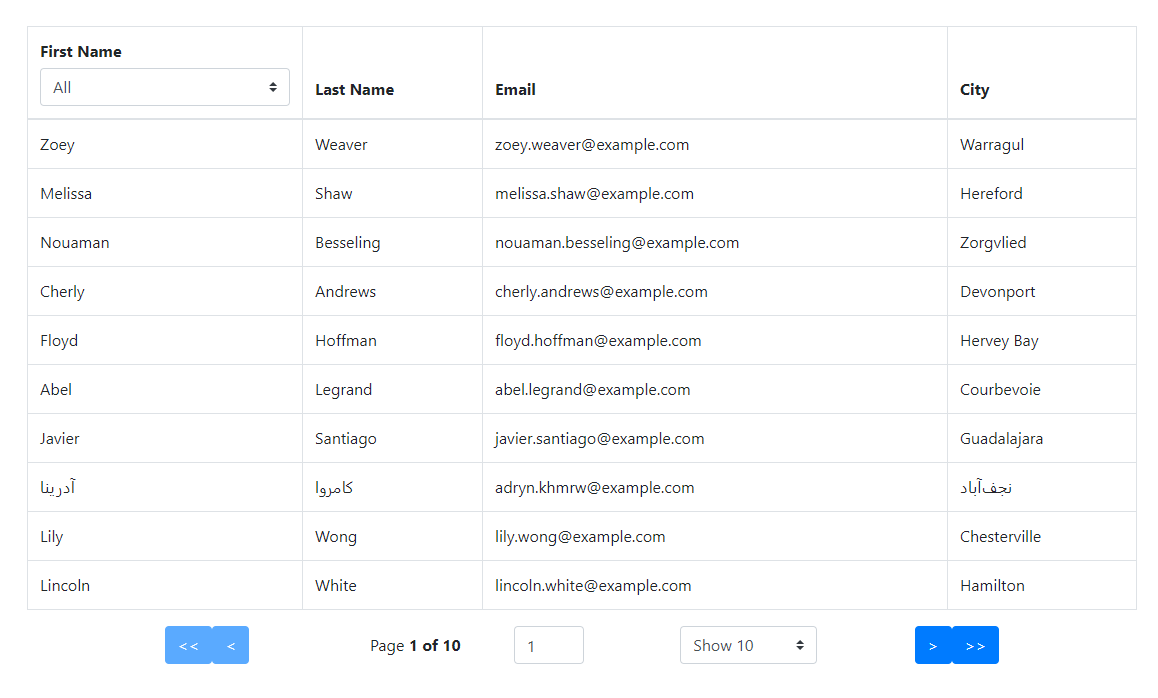 First Name
All
Last Name
Email
City
Zoey Weaver zoey.weaver@example.com Warragul
Melissa Shaw melissa.shaw@example.com Hereford
Nouaman Besseling nouaman.besseling@example.com Zorgvlied
Cherly Andrews cherly.andrews@example.com Devonport
Floyd Hoffman floyd.hoffman@example.com Hervey Bay
Abel Legrand abel.legrand@example.com Courbevoie
Javier Santiago javier.santiago@example.com Guadalajara
آدرینا کامروا adryn.khmrw@example.com نجف‌آباد
Lily Wong lily.wong@example.com Chesterville
Lincoln White lincoln.white@example.com Hamilton
<< < Page 1 of 10 1 Show 10 > >>